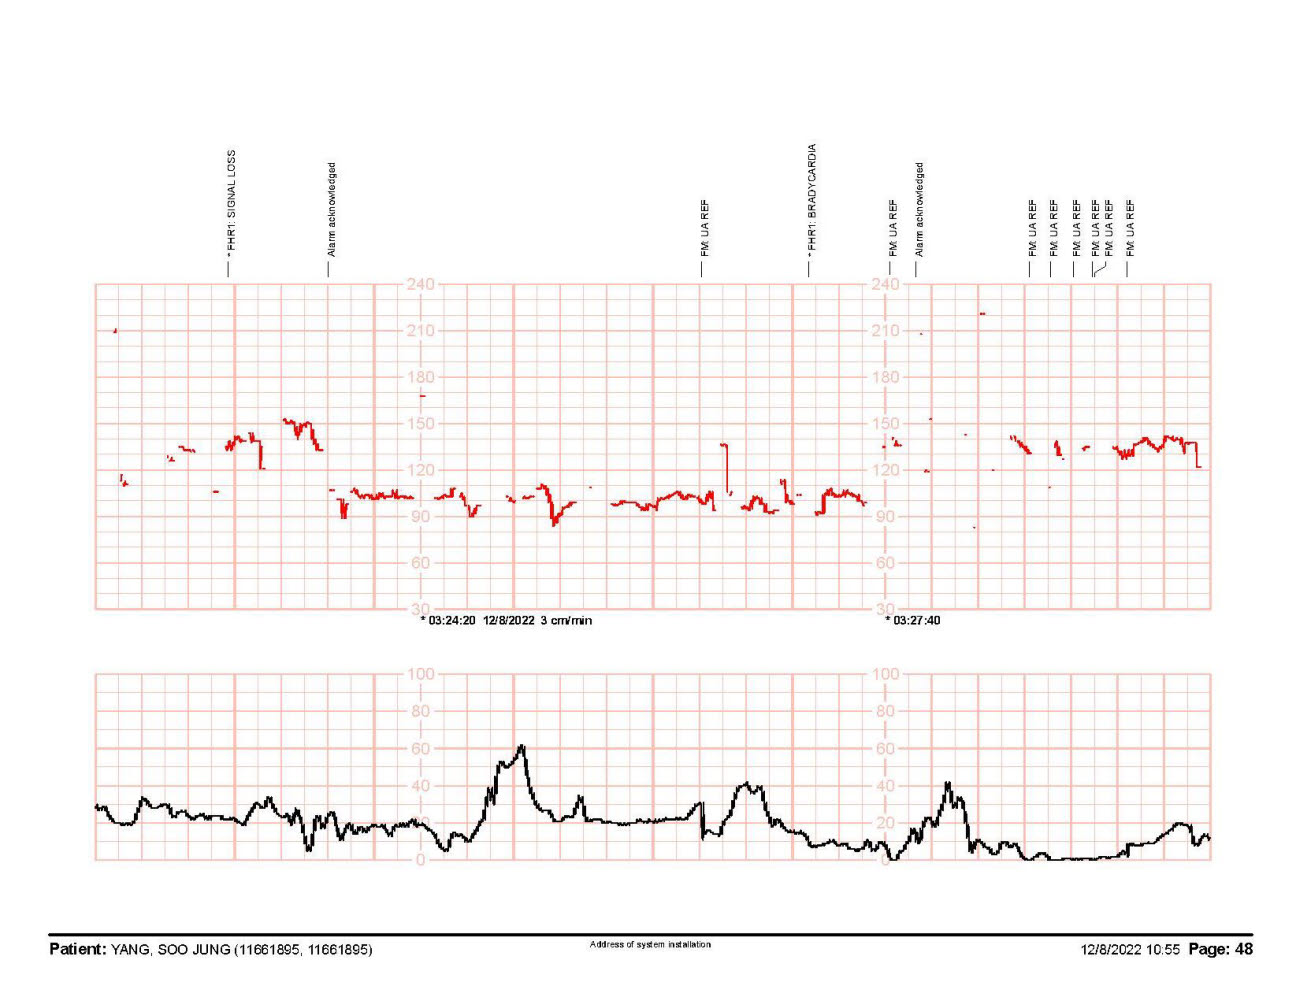 * FHR1: SIGNAL LOSS
Alarm acknowledged
FM: UA REF
* FHR1: BRADYCARDIA
FM: UA REF
Alarm acknowledged
FM: UA REF
FM: UA REF
FM: UA REF
FM: UA REF
FM: UA REF
FM: UA REF
240 240
210 210
180 180
150 150
120 120
90 90
60 60
30 30
* 03:24:20 12/8/2022 3 cm/min * 03:27:40
100 100
80 80
60 60
40 40
20 20
0 0
Patient: YANG, SOO JUNG (11661895, 11661895) Address of system installation 12/8/2022 10:55 Page: 48